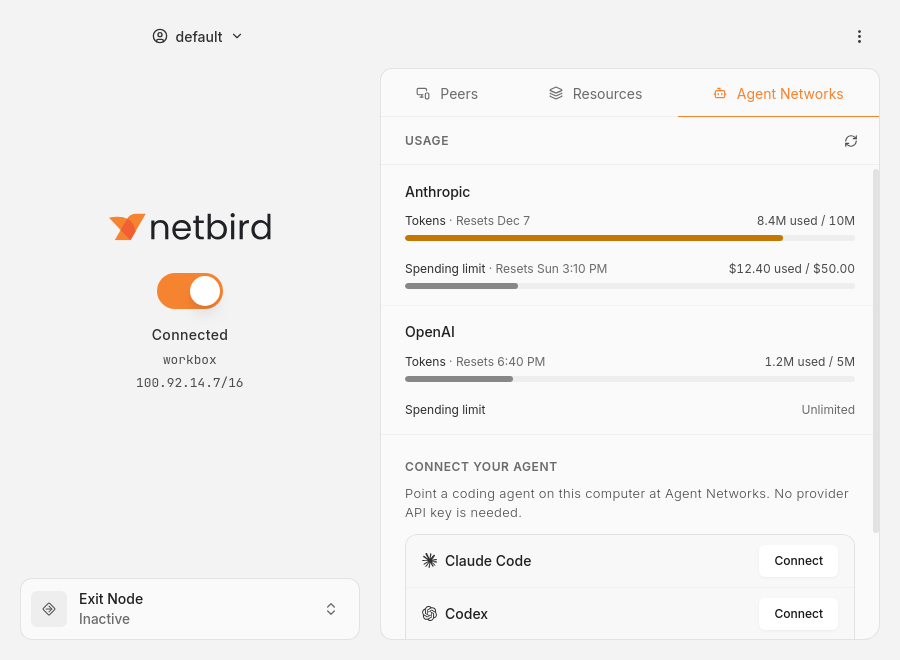 default
netbird
Connected
workbox
100.92.14.7/16
Exit Node
Inactive
Peers
Resources
Agent Networks
USAGE
Anthropic
Tokens · Resets Dec 7
8.4M used / 10M
Spending limit · Resets Sun 3:10 PM
$12.40 used / $50.00
OpenAI
Tokens · Resets 6:40 PM
1.2M used / 5M
Spending limit
Unlimited
CONNECT YOUR AGENT
Point a coding agent on this computer at Agent Networks. No provider
API key is needed.
Claude Code
Connect
Codex
Connect